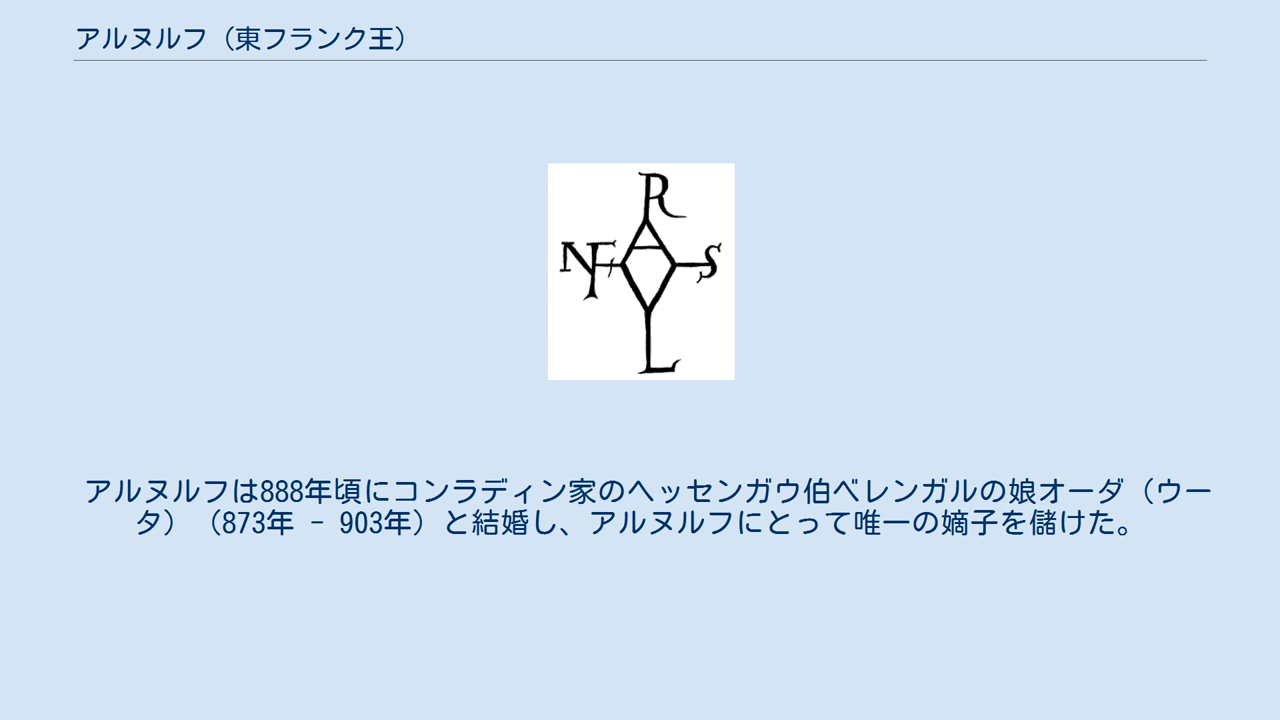 アルヌルフ（東フランク王）
R
NF S
A
L
アルヌルフは888年頃にコンラディン家のヘッセンガウ伯ベレンガルの娘オーダ（ウー
タ）（873年 – 903年）と結婚し、アルヌルフにとって唯一の嫡子を儲けた。